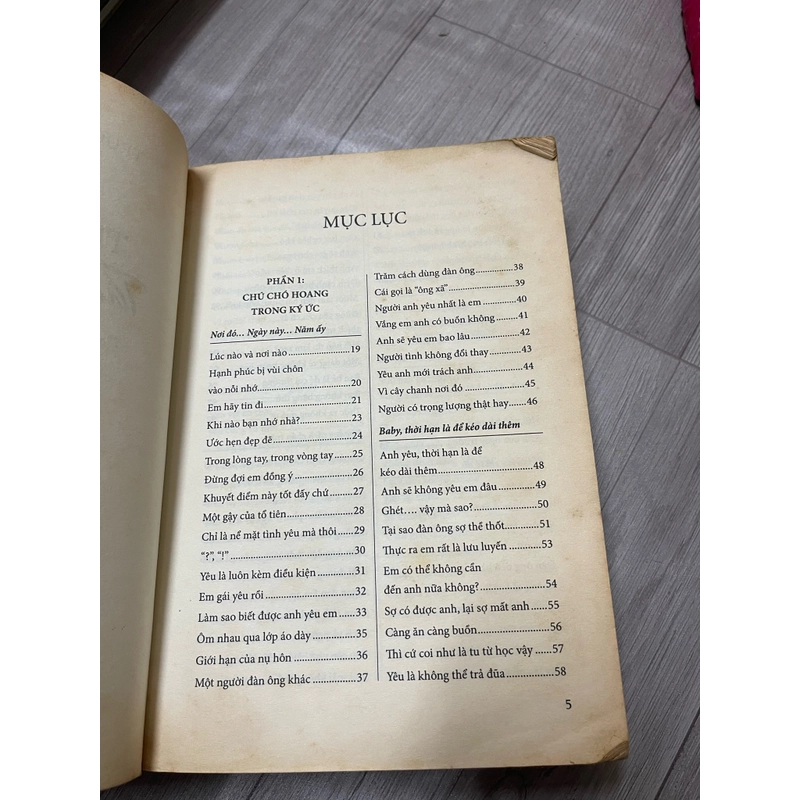 MỤC LỤC
PHẦN 1:
CHÚ CHÓ HOANG
TRONG KÝ ỨC
Nơi đó... Ngày này... Năm ấy
Lúc nào và nơi nào....................19
Hạnh phúc bị vùi chôn
vào nỗi nhớ............................20
Em hãy tin đi...........................21
Khi nào bạn nhớ nhà?..............23
Ước hẹn đẹp đẽ........................24
Trong lòng tay, trong vòng tay.....25
Đừng đợi em đồng ý.................26
Khuyết điểm này tốt đấy chứ......27
Một gậy của tổ tiên...................28
Chỉ là nể mặt tình yêu mà thôi...29
“?”, “!”....................................30
Yêu là luôn kèm điều kiện.........31
Em gái yêu rồi.........................32
Làm sao biết được anh yêu em....33
Ôm nhau qua lớp áo dày...........35
Giới hạn của nụ hôn.................36
Một người đàn ông khác...........37
Trăm cách dùng đàn ông...........38
Cái gọi là “ông xã”...................39
Người anh yêu nhất là em.........40
Vắng em anh có buồn không.....41
Anh sẽ yêu em bao lâu..............42
Người tình không đổi thay........43
Yêu anh mới trách anh.............44
Vì cây chanh nơi đó.................45
Người có trọng lượng thật hay....46
Baby, thời hạn là để kéo dài thêm
Anh yêu, thời hạn là để
kéo dài thêm...........................48
Anh sẽ không yêu em đâu.........49
Ghét.... vậy mà sao?.................50
Tại sao đàn ông sợ thề thốt........51
Thực ra em rất là lưu luyến.......53
Em có thể không cần
đến anh nữa không?.................54
Sợ có được anh, lại sợ mất anh.....55
Càng ăn càng buồn..................56
Thì cứ coi như là tu từ học vậy.....57
Yêu là không thể trả đũa...........58
5